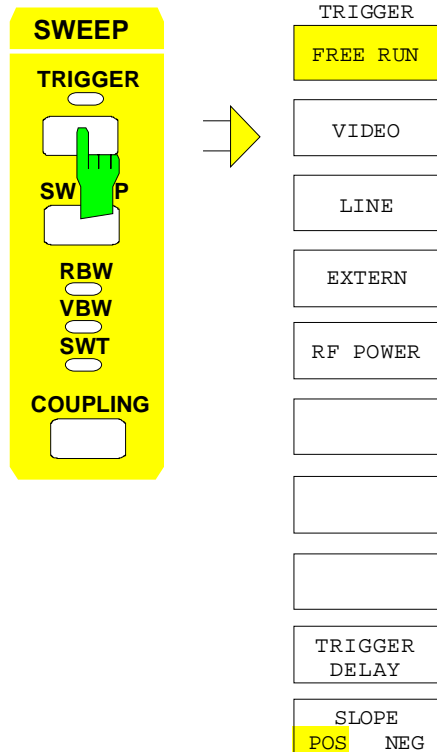 SWEEP
TRIGGER
SW P
RBW
VBW
SWT
COUPLING
TRIGGER
FREE RUN
VIDEO
LINE
EXTERN
RF POWER
TRIGGER
DELAY
SLOPE
POS NEG